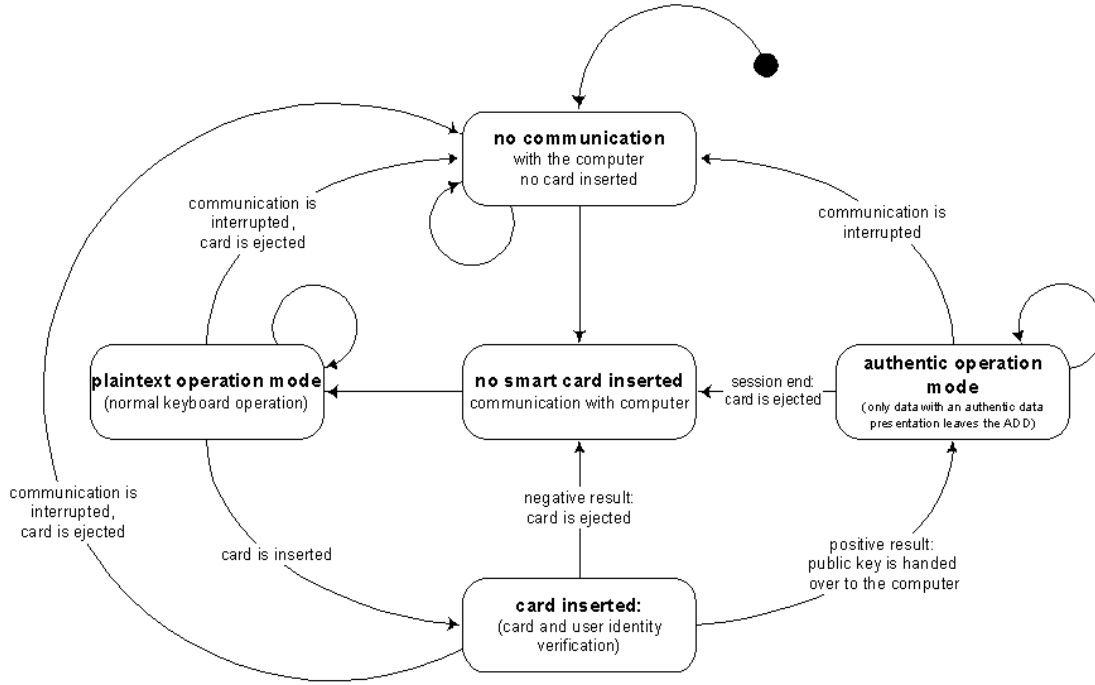 no communication
with the computer
no card inserted
communication is
interrupted,
card is ejected
communication is
interrupted
plaintext operation mode
(normal keyboard operation)
no smart card inserted
communication with computer
session end:
card is ejected
authentic operation
mode
(only data with an authentic data
presentation leaves the ADD)
communication is
interrupted,
card is ejected
card is inserted
negative result:
card is ejected
positive result:
public key is handed
over to the computer
card inserted:
(card and user identity
verification)